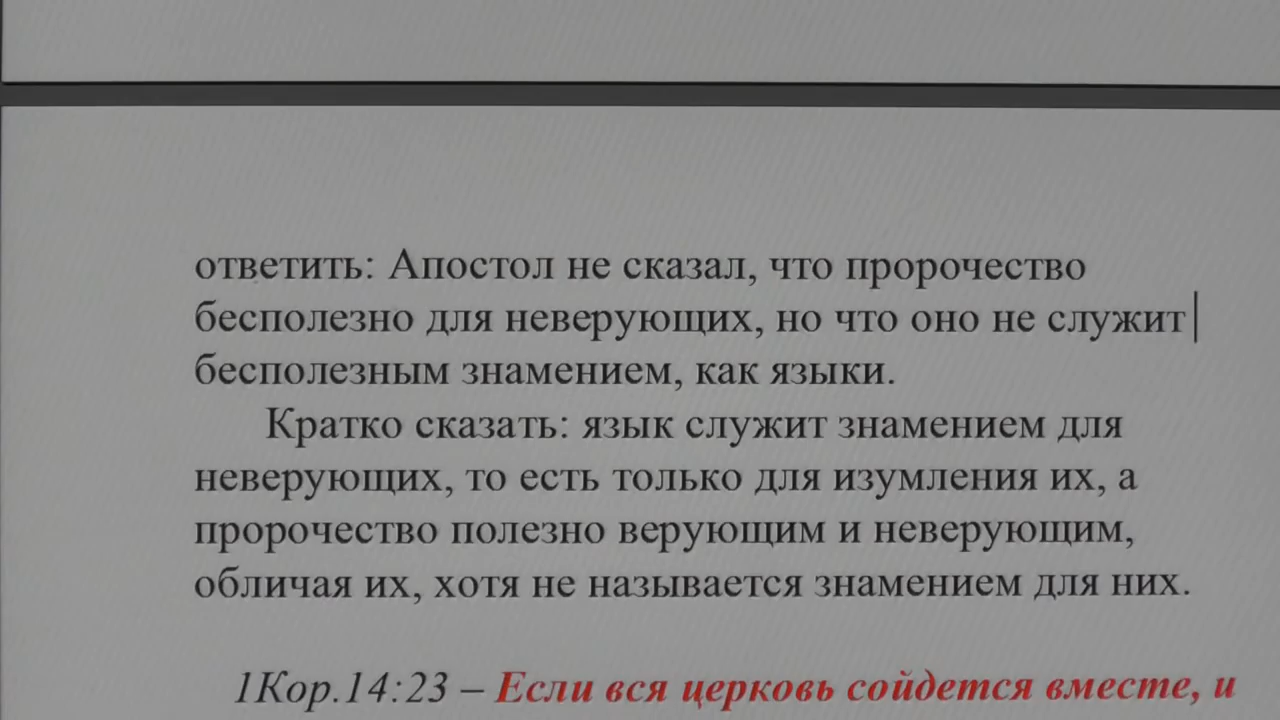 ответить: Апостол не сказал, что пророчество
бесполезно для неверующих, но что оно не служит
бесполезным знамением, как языки.
Кратко сказать: язык служит знамением для
неверующих, то есть только для изумления их, а
пророчество полезно верующим и неверующим,
обличая их, хотя не называется знамением для них.
1Кор.14:23 – Если вся церковь сойдется вместе, и